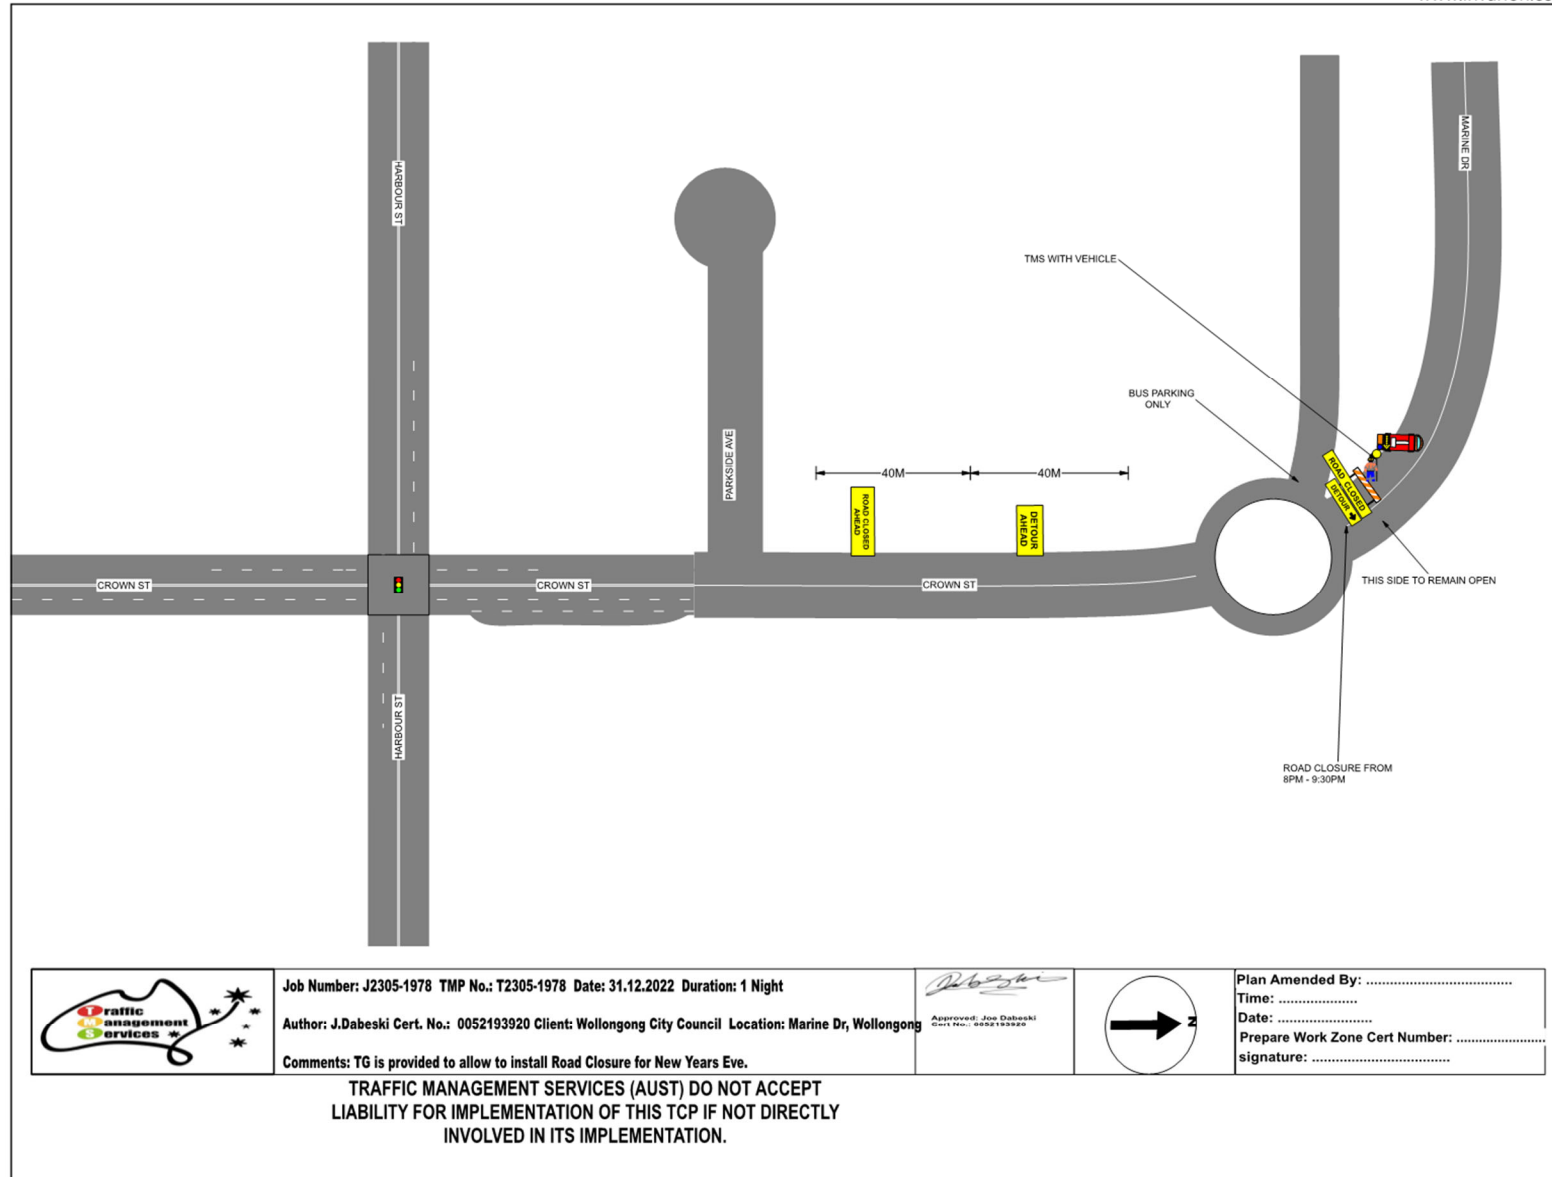 HARBOUR ST
MARINE DR
TMS WITH VEHICLE
BUS PARKING
ONLY
PARKSIDE AVE
40M
40M
ROAD CLOSED
AHEAD
DETOUR
AHEAD
ROAD CLOSED
DETOUR
CROWN ST
CROWN ST
CROWN ST
THIS SIDE TO REMAIN OPEN
HARBOUR ST
ROAD CLOSURE FROM
8PM - 9:30PM
Traffic
Management
Services
Job Number: J2305-1978 TMP No.: T2305-1978 Date: 31.12.2022 Duration: 1 Night
Author: J.Dabeski Cert. No.: 0052193920 Client: Wollongong City Council Location: Marine Dr, Wollongong
Comments: TG is provided to allow to install Road Closure for New Years Eve.
Approved: Joe Dabeski
Cert No.: 0052193920
N
Plan Amended By: ....................................
Time: ....................
Date: ........................
Prepare Work Zone Cert Number: .......................
signature: ...................................
TRAFFIC MANAGEMENT SERVICES (AUST) DO NOT ACCEPT
LIABILITY FOR IMPLEMENTATION OF THIS TCP IF NOT DIRECTLY
INVOLVED IN ITS IMPLEMENTATION.